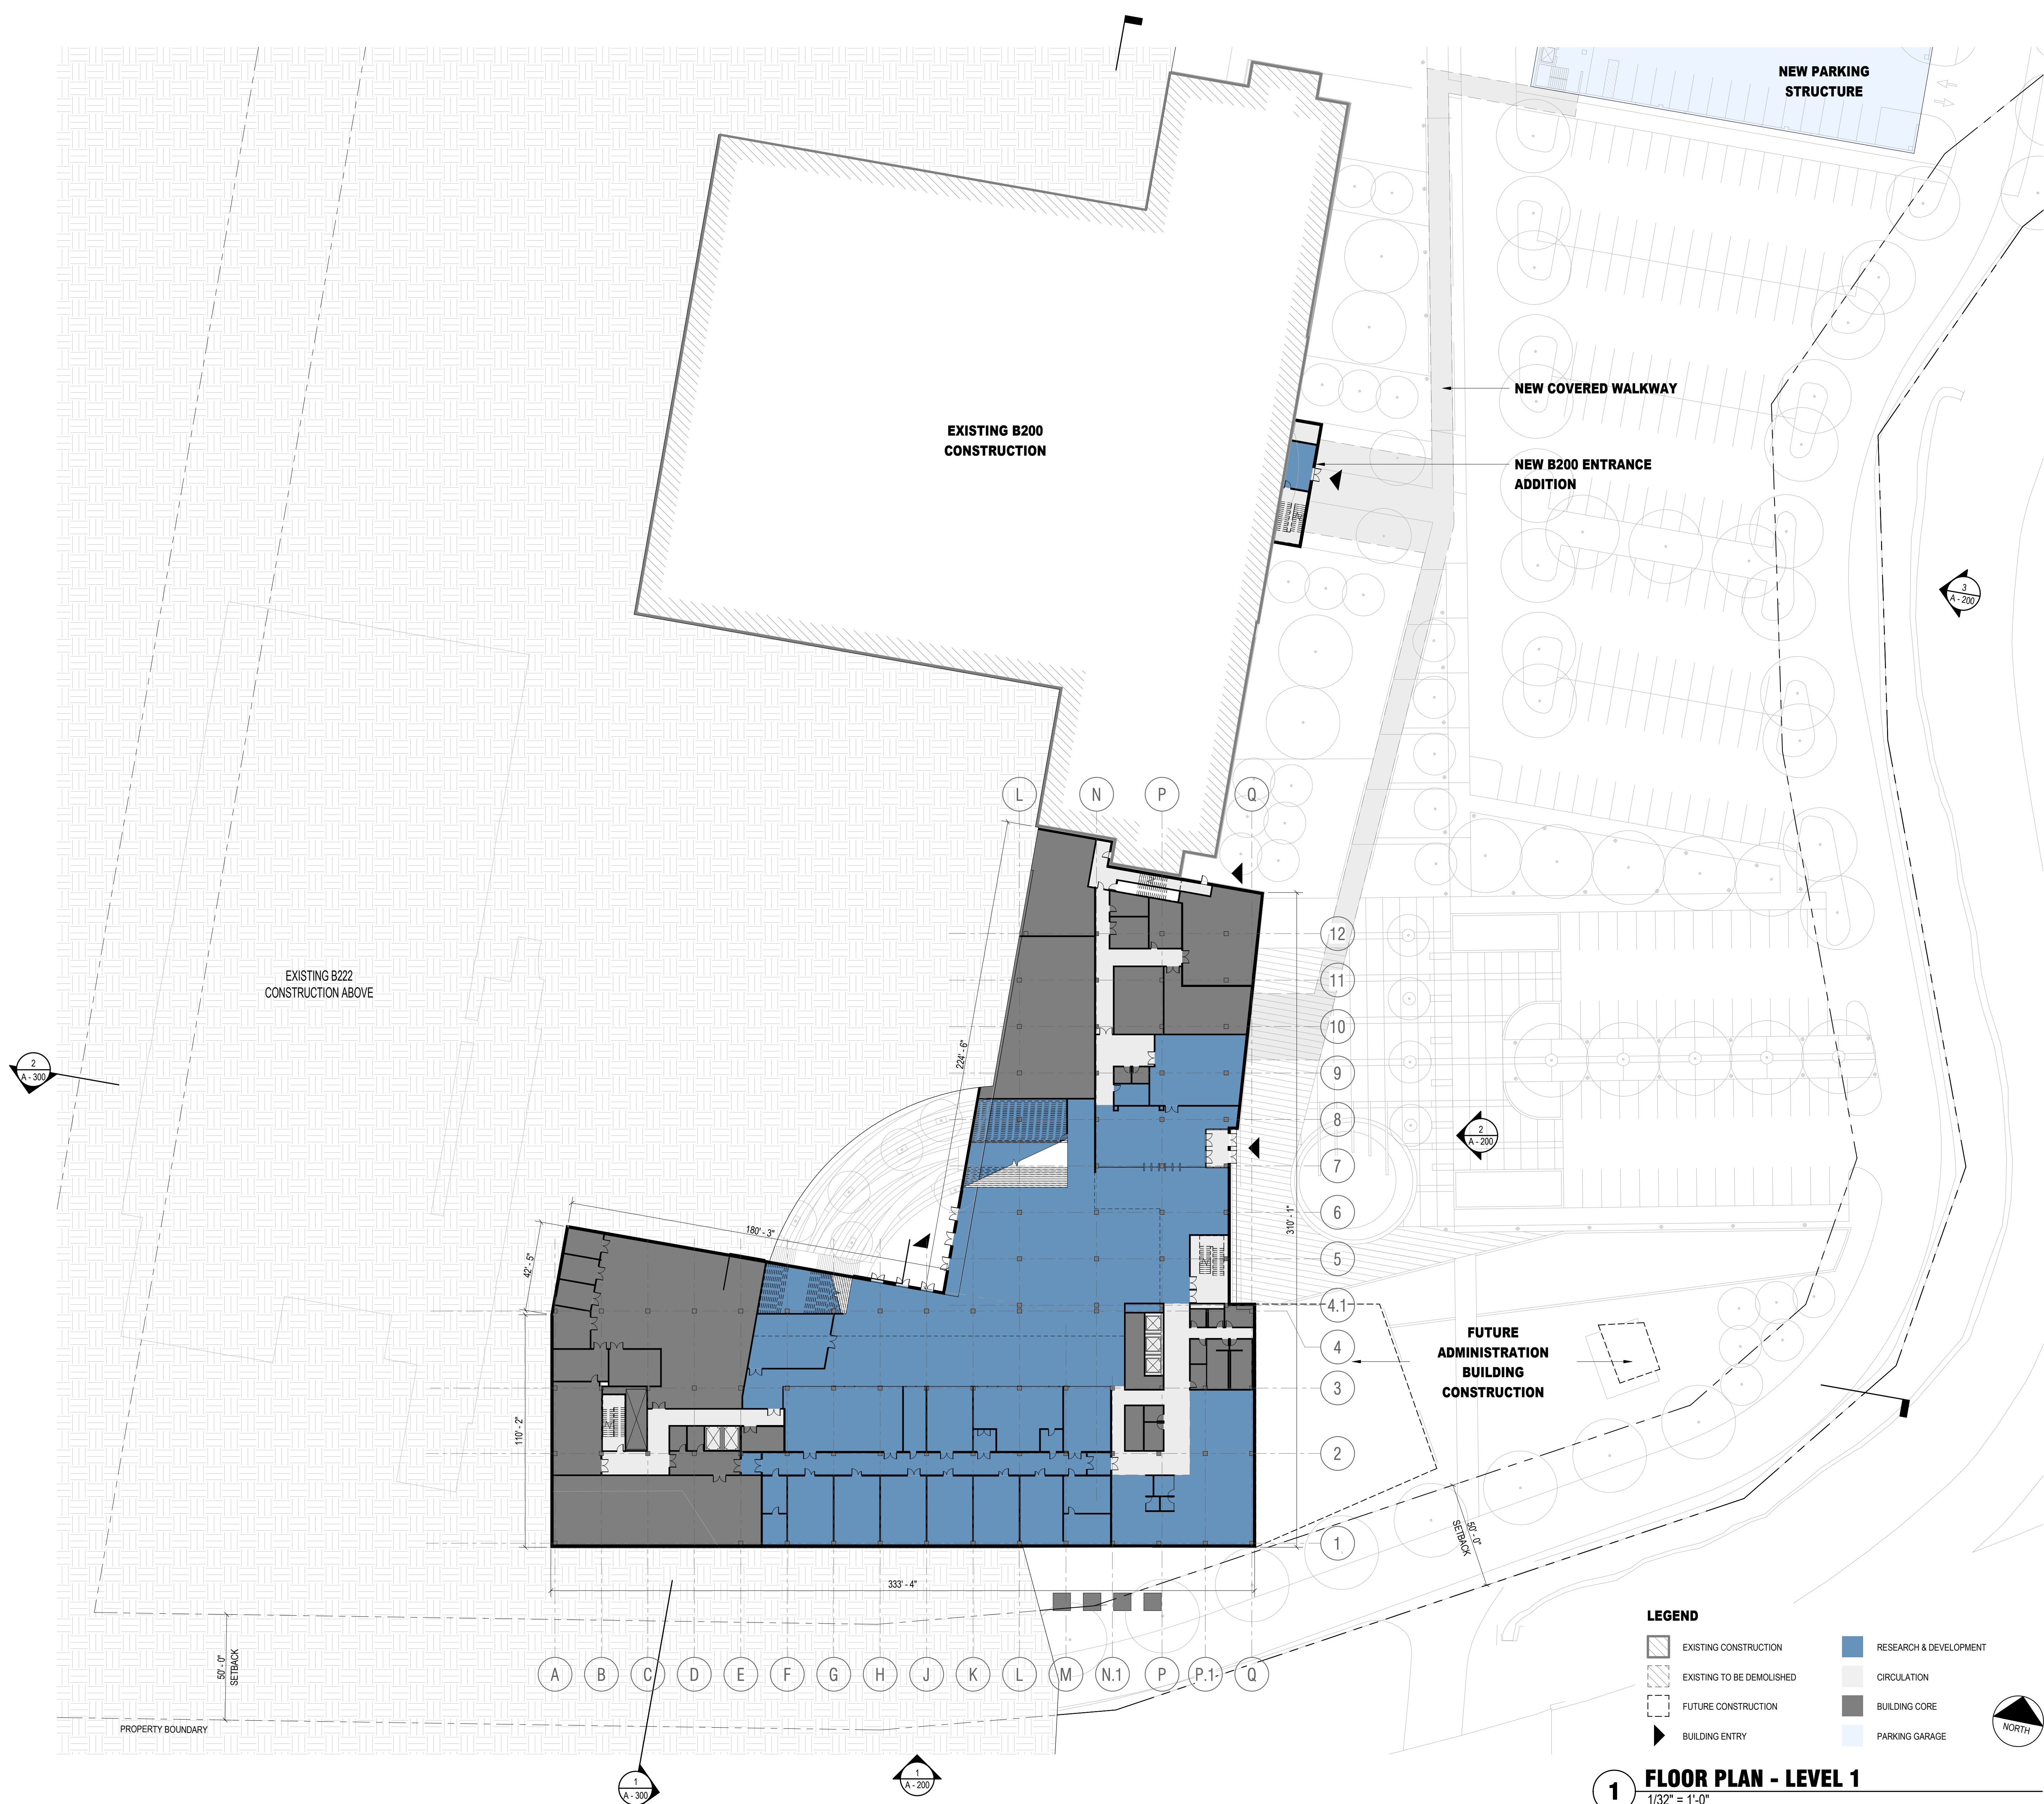 NEW PARKING
STRUCTURE
NEW COVERED WALKWAY
EXISTING B200
CONSTRUCTION
NEW B200 ENTRANCE
ADDITION
3
A - 200
L
N
P
Q
12
11
10
9
8
7
6
5
4.1
4
3
2
1
EXISTING B222
CONSTRUCTION ABOVE
2
A - 300
224' - 6"
2
A - 200
180' - 3"
310' - 1"
42' - 5"
110' - 2"
FUTURE
ADMINISTRATION
BUILDING
CONSTRUCTION
50' - 0"
SETBACK
333' - 4"
50' - 0"
SETBACK
A
B
C
D
E
F
G
H
J
K
L
M
N.1
P
P.1
Q
PROPERTY BOUNDARY
1
A - 300
1
A - 200
LEGEND
EXISTING CONSTRUCTION
EXISTING TO BE DEMOLISHED
FUTURE CONSTRUCTION
BUILDING ENTRY
RESEARCH & DEVELOPMENT
CIRCULATION
BUILDING CORE
PARKING GARAGE
NORTH
1
FLOOR PLAN - LEVEL 1
1/32" = 1'-0"